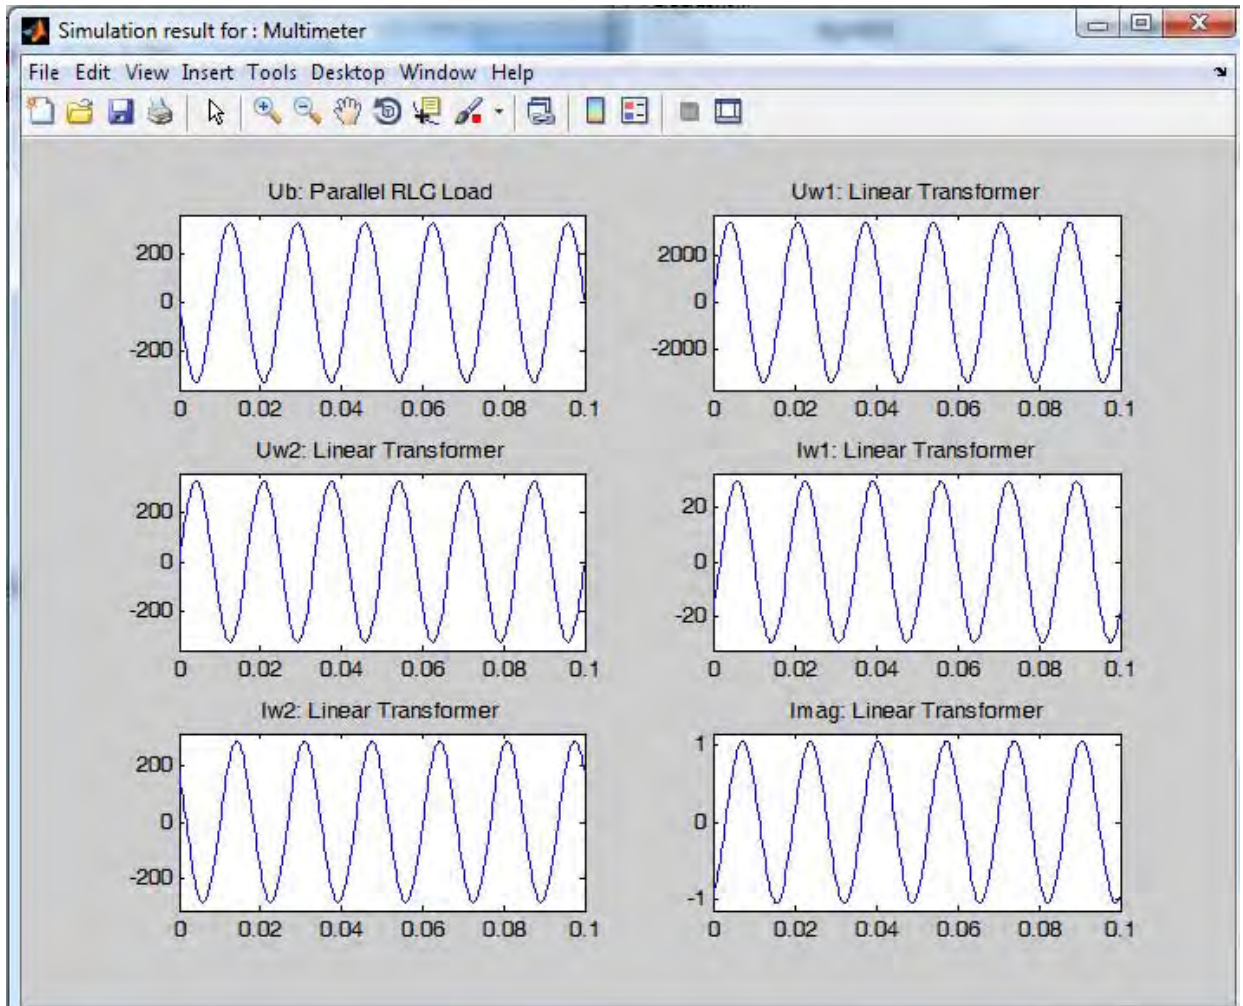 Simulation result for : Multimeter
File Edit View Insert Tools Desktop Window Help
Ub: Parallel RLC Load
200
0
-200
0 0.02 0.04 0.06 0.08 0.1
Uw1: Linear Transformer
2000
0
-2000
0 0.02 0.04 0.06 0.08 0.1
Uw2: Linear Transformer
200
0
-200
0 0.02 0.04 0.06 0.08 0.1
Iw1: Linear Transformer
20
0
-20
0 0.02 0.04 0.06 0.08 0.1
Iw2: Linear Transformer
200
0
-200
0 0.02 0.04 0.06 0.08 0.1
Imag: Linear Transformer
1
0
-1
0 0.02 0.04 0.06 0.08 0.1